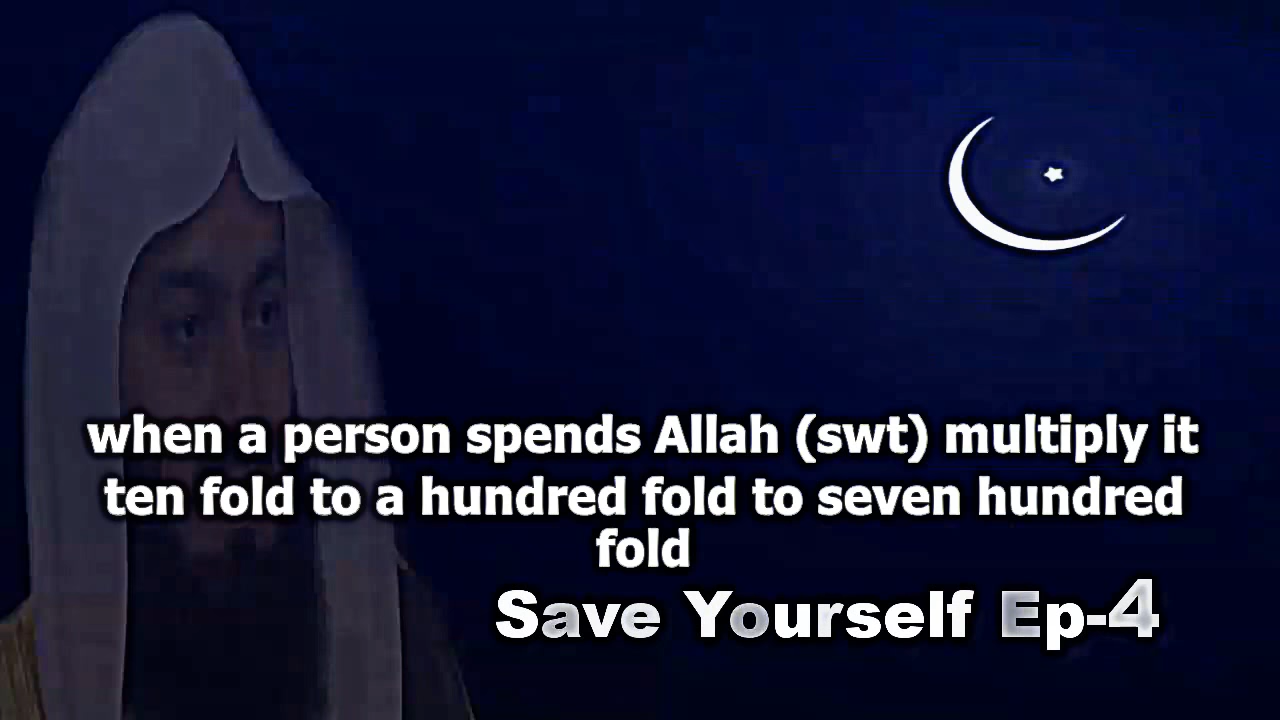 when a person spends Allah (swt) multiply it
ten fold to a hundred fold to seven hundred
fold
Save Yourself Ep-4